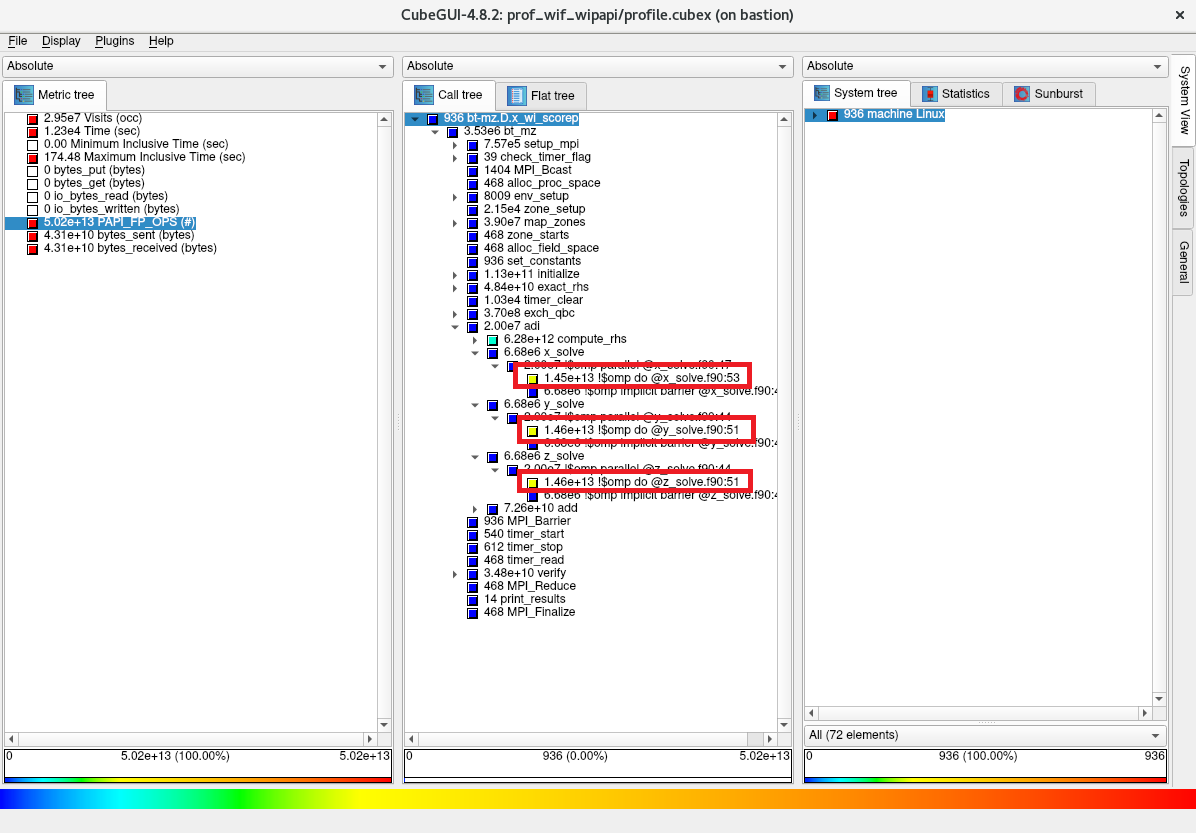 CubeGUI-4.8.2: prof_wif_wipapi/profile.cubex (on bastion)
File Display Plugins Help
Absolute
Metric tree
2.95e7 Visits (occ)
1.23e4 Time (sec)
0.00 Minimum Inclusive Time (sec)
174.48 Maximum Inclusive Time (sec)
0 bytes_put (bytes)
0 bytes_get (bytes)
0 io_bytes_read (bytes)
0 io_bytes_written (bytes)
5.02e+13 PAPI_FP_OPS (#)
4.31e+10 bytes_sent (bytes)
4.31e+10 bytes_received (bytes)
0 5.02e+13 (100.00%) 5.02e+13
Absolute
Call tree Flat tree
936 bt-mz.D.x_wi_scorep
3.53e6 bt_mz
7.57e5 setup_mpi
39 check_timer_flag
1404 MPI_Bcast
468 alloc_proc_space
8009 env_setup
2.15e4 zone_setup
3.90e7 map_zones
468 zone_starts
468 alloc_field_space
936 set_constants
1.13e+11 initialize
4.84e+10 exact_rhs
1.03e4 timer_clear
3.70e8 exch_qbc
2.00e7 adi
6.28e+12 compute_rhs
6.68e6 x_solve
!$omp parallel @x_solve.f90:47
1.45e+13 !$omp do @x_solve.f90:53
6.68e6 !$omp implicit barrier @x_solve.f90:4
6.68e6 y_solve
!$omp parallel @y_solve.f90:44
1.46e+13 !$omp do @y_solve.f90:51
6.68e6 !$omp implicit barrier @y_solve.f90:4
6.68e6 z_solve
2.00e7 !$omp parallel @z_solve.f90:44
1.46e+13 !$omp do @z_solve.f90:51
6.68e6 !$omp implicit barrier @z_solve.f90:4
7.26e+10 add
936 MPI_Barrier
540 timer_start
612 timer_stop
468 timer_read
3.48e+10 verify
468 MPI_Reduce
14 print_results
468 MPI_Finalize
0 936 (0.00%) 5.02e+13
Absolute
System tree Statistics Sunburst
936 machine Linux
All (72 elements)
0 936 (100.00%) 936
System View
Topologies
General